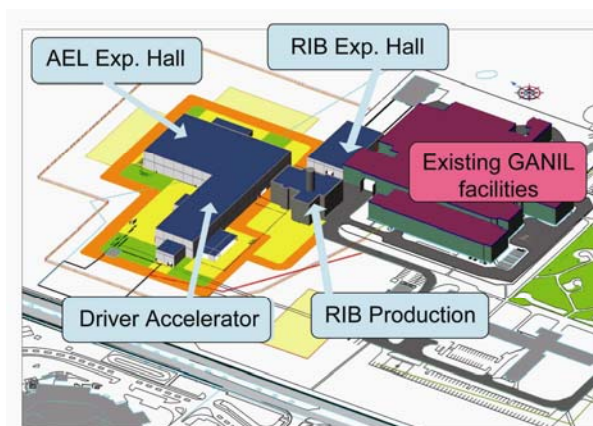 AEL Exp. Hall
RIB Exp. Hall
Existing GANIL
facilities
Driver Accelerator
RIB Production